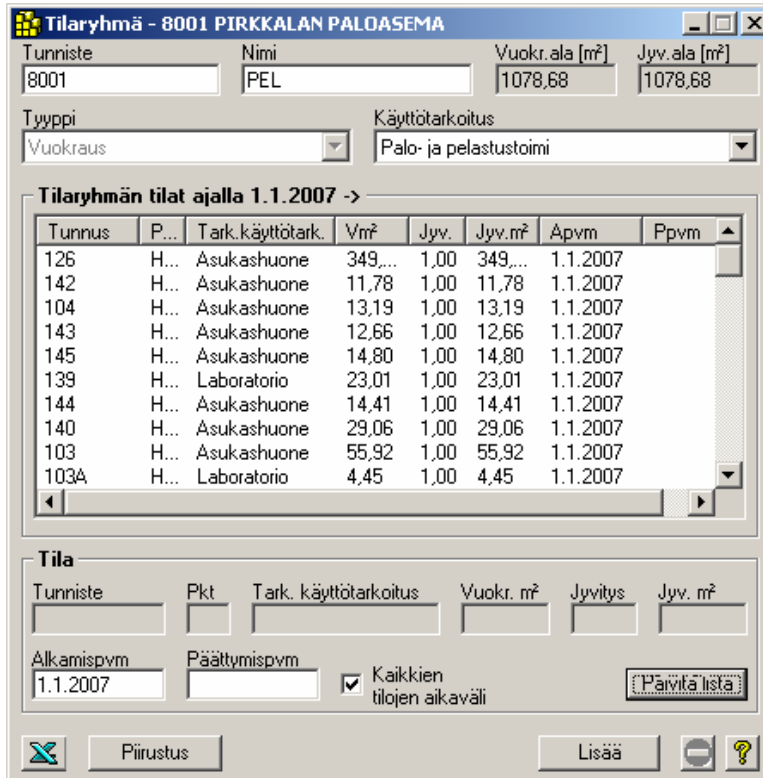 Tilaryhmä - 8001 PIRKKALAN PALOASEMA
Tunniste Nimi Vuokr.ala [m²] Jyv.ala [m²]
8001 PEL 1078,68 1078,68
Tyyppi Käyttötarkoitus
Vuokraus Palo- ja pelastustoimi
Tilaryhmän tilat ajalla 1.1.2007 ->
Tunnus P... Tark.käyttötark. Vm² Jyv. Jyv.m² Apvm Ppvm
126 H... Asukashuone 349,... 1,00 349,... 1.1.2007
142 H... Asukashuone 11,78 1,00 11,78 1.1.2007
104 H... Asukashuone 13,19 1,00 13,19 1.1.2007
143 H... Asukashuone 12,66 1,00 12,66 1.1.2007
145 H... Asukashuone 14,80 1,00 14,80 1.1.2007
139 H... Laboratorio 23,01 1,00 23,01 1.1.2007
144 H... Asukashuone 14,41 1,00 14,41 1.1.2007
140 H... Asukashuone 29,06 1,00 29,06 1.1.2007
103 H... Asukashuone 55,92 1,00 55,92 1.1.2007
103A H... Laboratorio 4,45 1,00 4,45 1.1.2007
Tila
Tunniste Pkt Tark. käyttötarkoitus Vuokr. m² Jyvitys Jyv. m²
Alkamispvm Päättymispvm
1.1.2007 Kaikkien tilojen aikaväli Päivitä lista
Piirustus Lisää ?